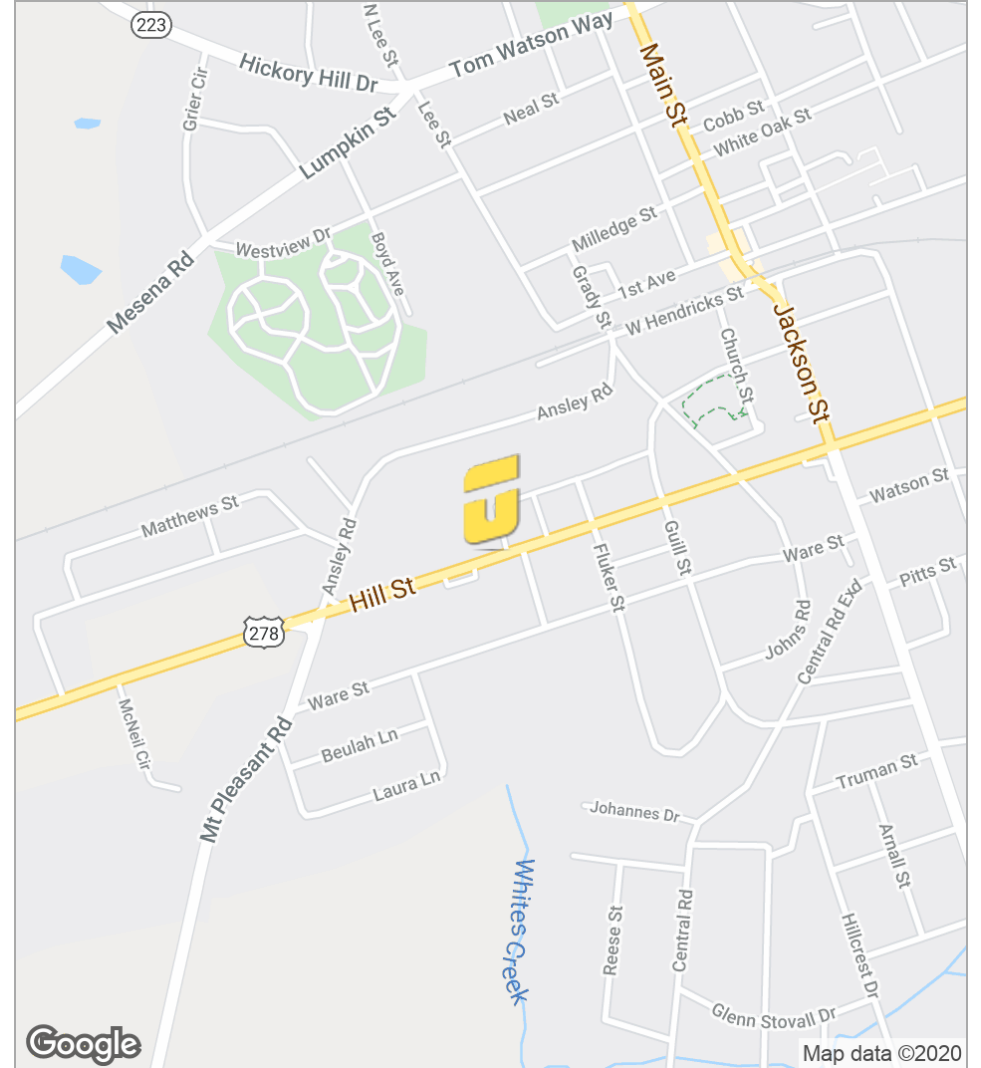 223
N Lee St
Tom Watson Way
Hickory Hill Dr
Main St
Grier Cir
Lee St
Neal St
Cobb St
White Oak St
Lumpkin St
Milledge St
Westview Dr
Boyd Ave
Mesena Rd
Grady St
1st Ave
W Hendricks St
Church St
Jackson St
Ansley Rd
Matthews St
Watson St
Ansley Rd
Guill St
Ware St
Fluker St
Pitts St
Hill St
278
Johns Rd
Central Rd Exd
Ware St
McNeil Cir
Beulah Ln
Mt Pleasant Rd
Laura Ln
Truman St
Johannes Dr
Arnall St
Whites Creek
Reese St
Central Rd
Hillcrest Dr
Glenn Stovall Dr
Google
Map data ©2020